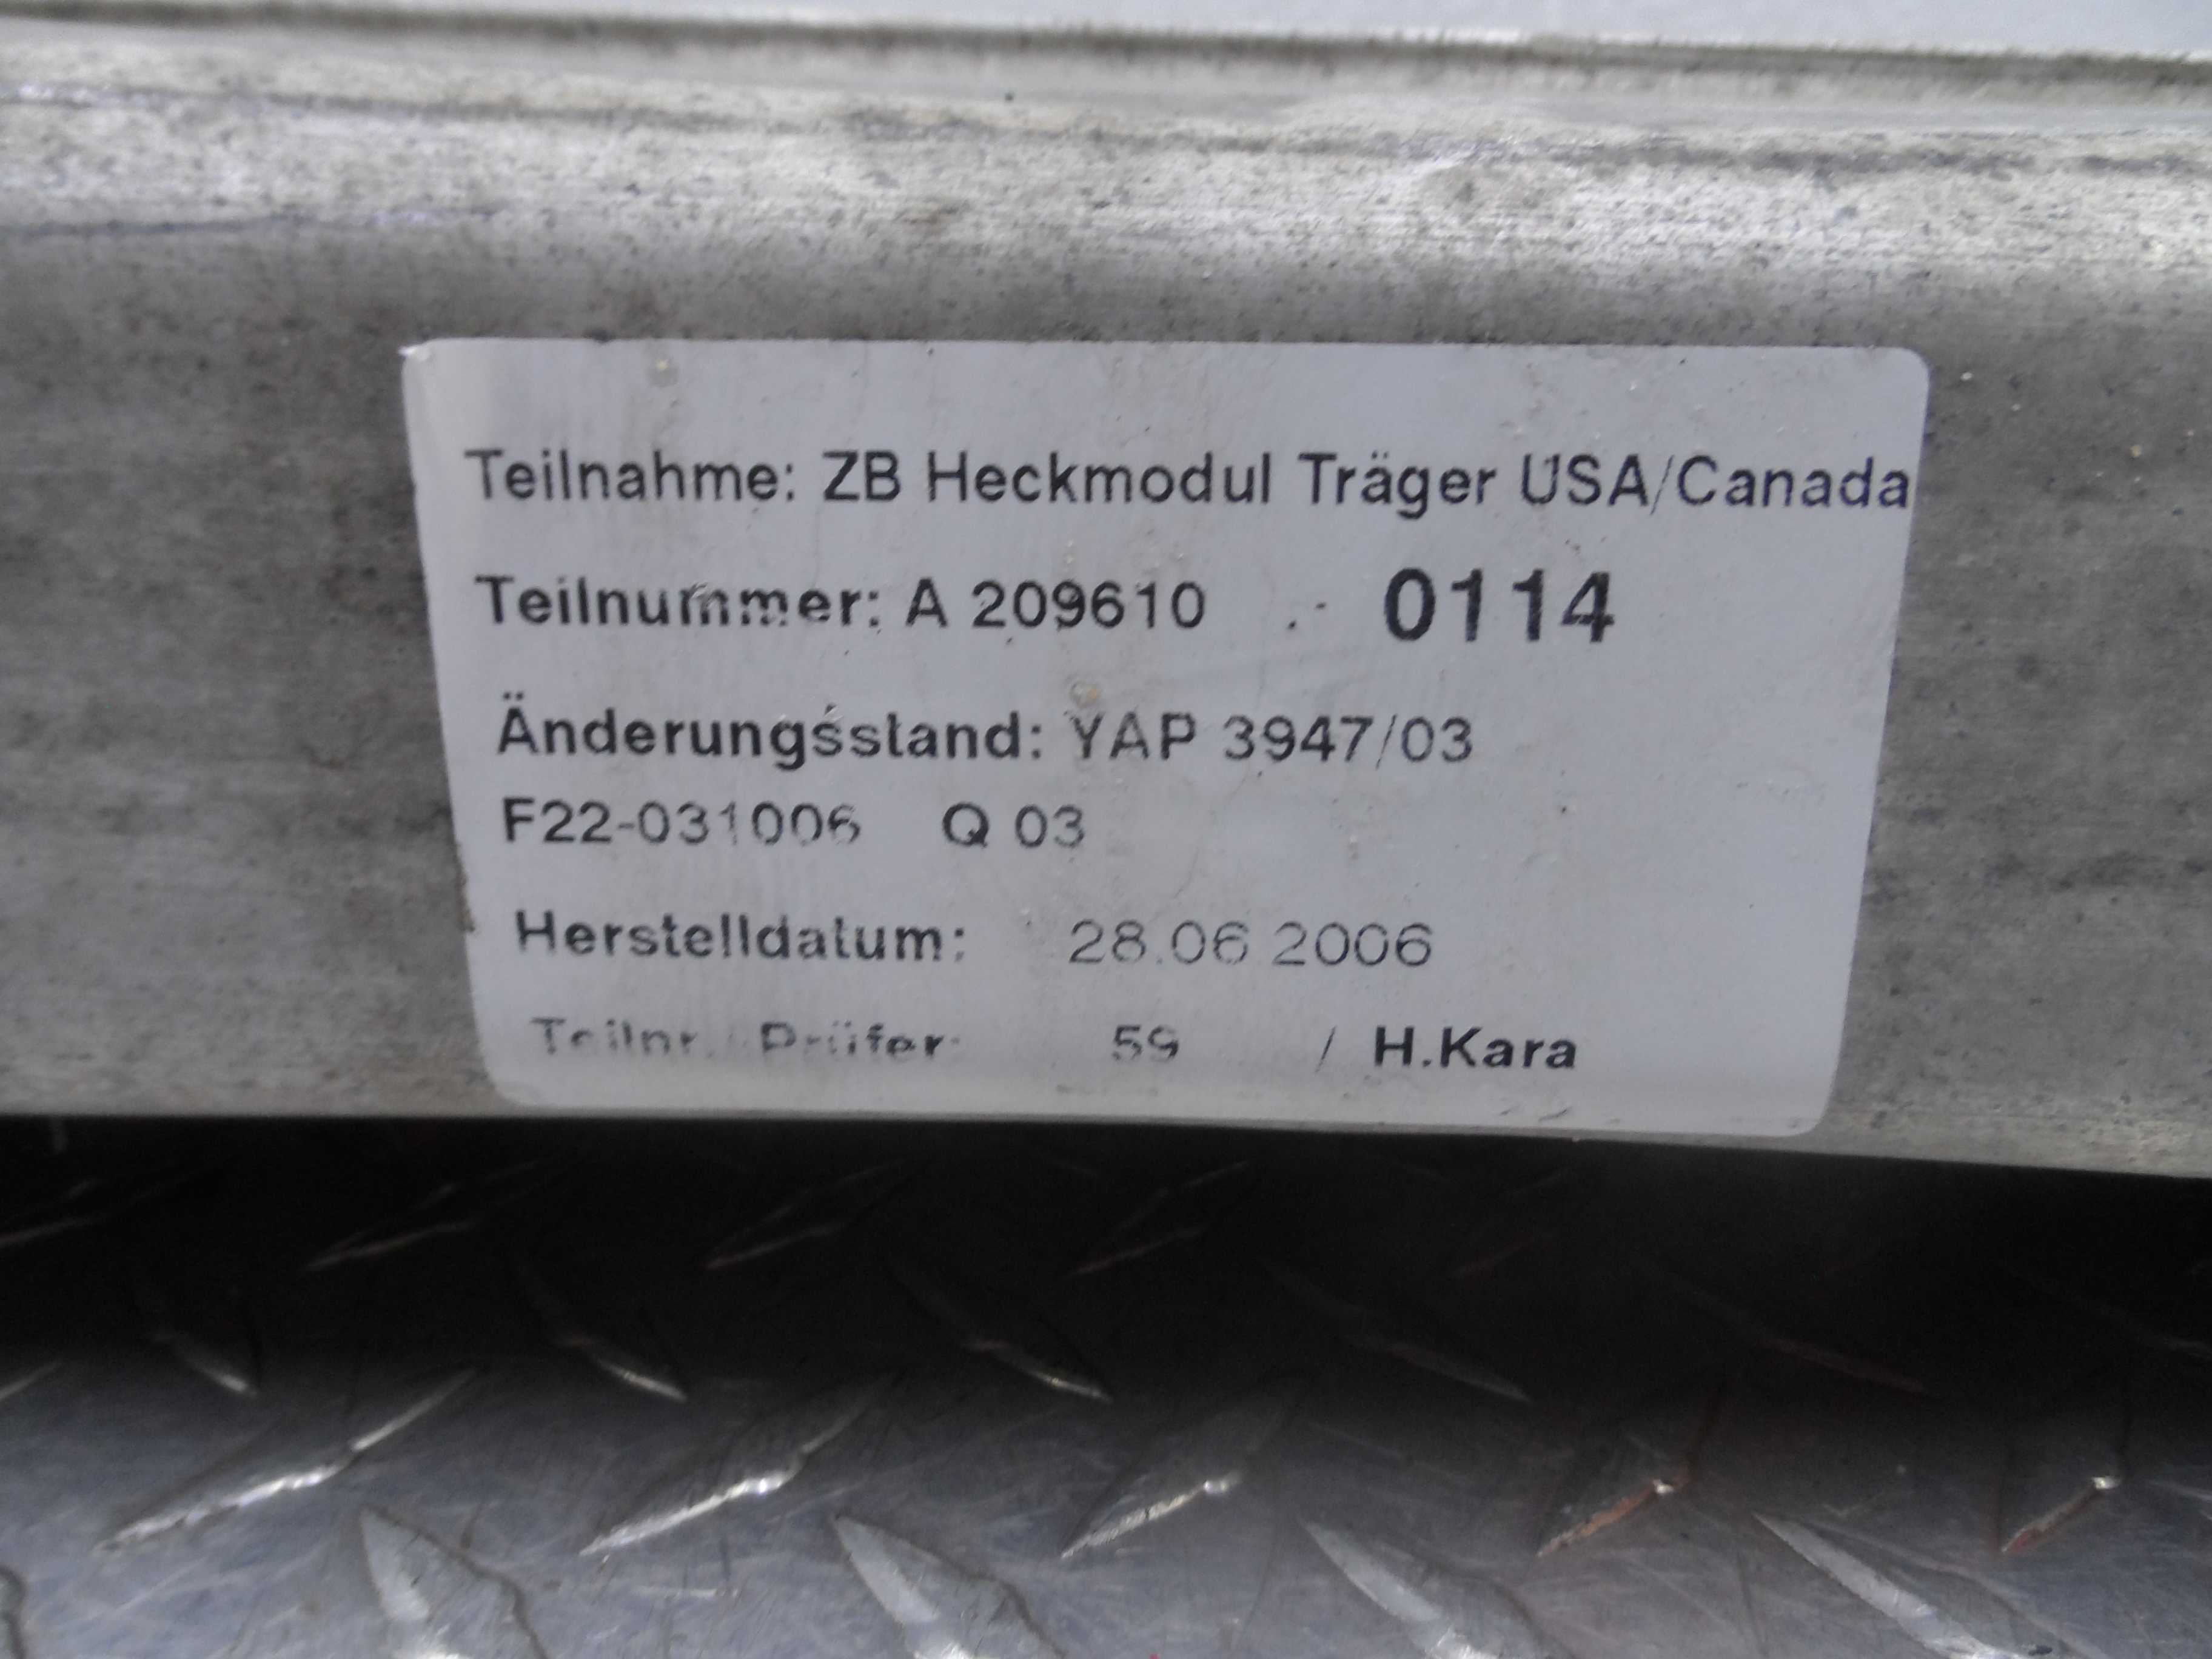 Teilnahme: ZB Heckmodul Träger USA/Canada
Teilnummer: A 209610 0114
Änderungsstand: YAP 3947/03
F22-031006 Q 03
Herstelldatum: 28.06 2006
Teilnr. Prüfer 59 / H.Kara